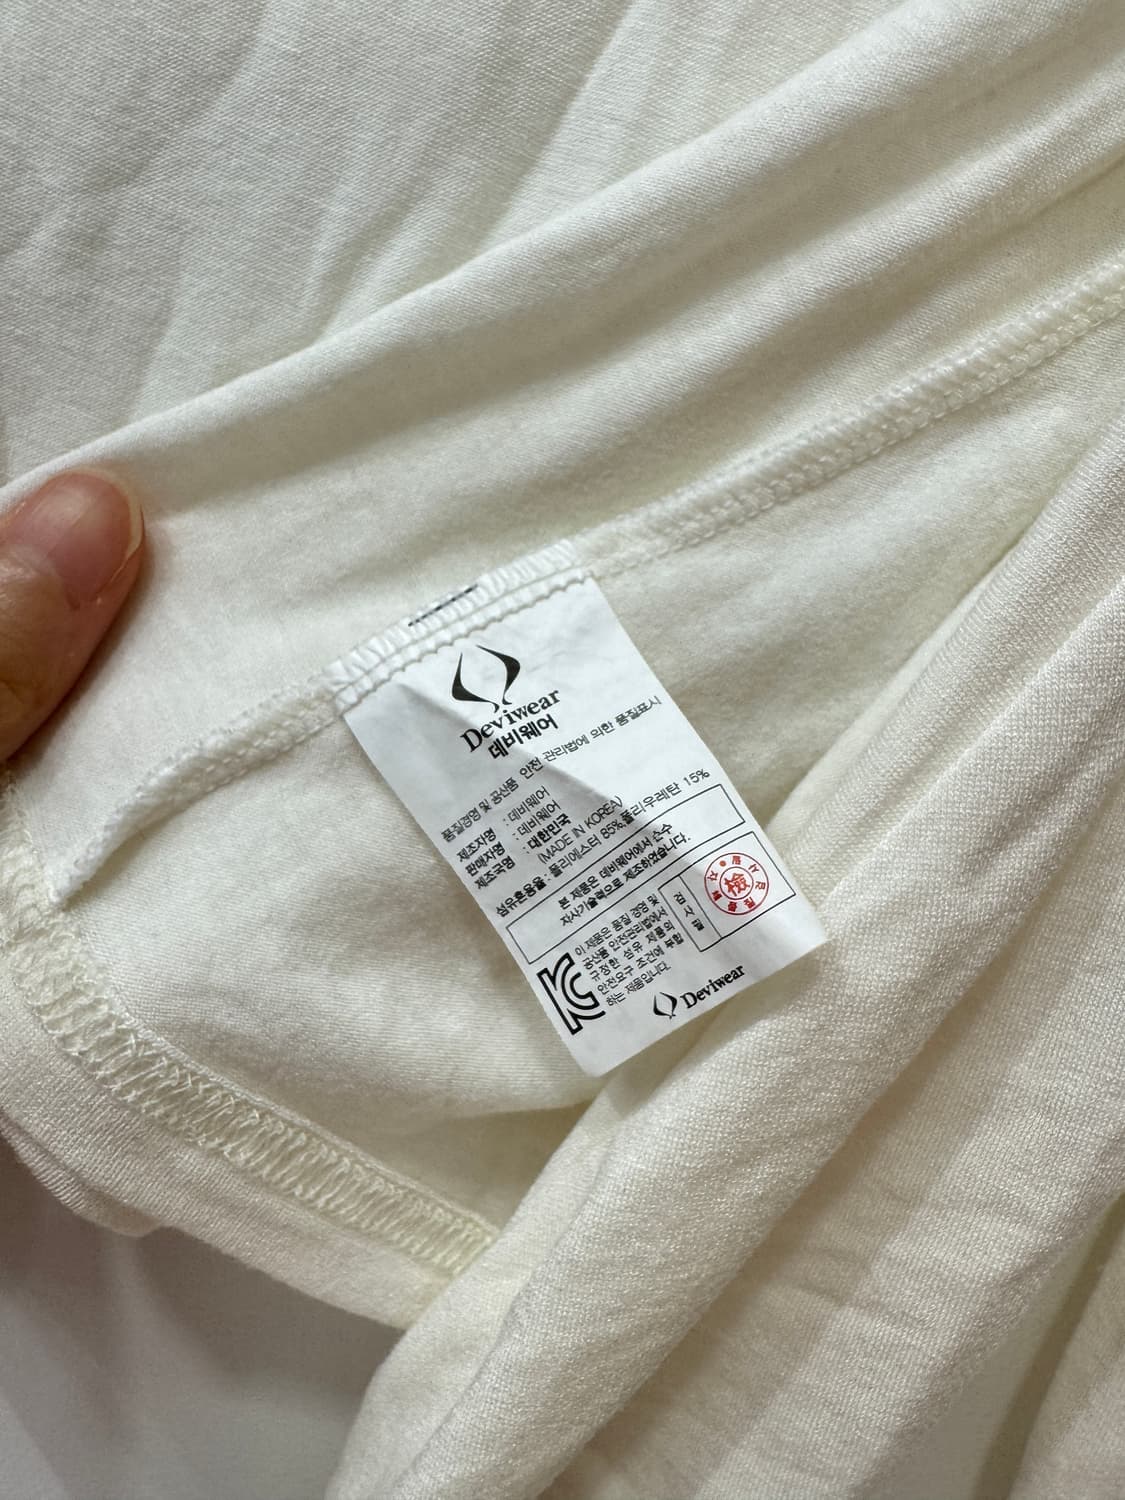 Deviwear
데비웨어
품질경영 및 공산품 안전 관리법에 의한 품질표시
제조자명 : 데비웨어
판매자명 : 데비웨어
제조국명 : 대한민국
(MADE IN KOREA)
섬유혼용율 : 폴리에스터 85%,폴리우레탄 15%
본 제품은 데비웨어에서 순수
자사기술력으로 제조하였습니다.
이 제품은 품질 경영 및
공산품 안전관리법에서
규정한 섬유 제품의
안전요구 조건에 부합
하는 제품입니다.
검사필
檢
Deviwear